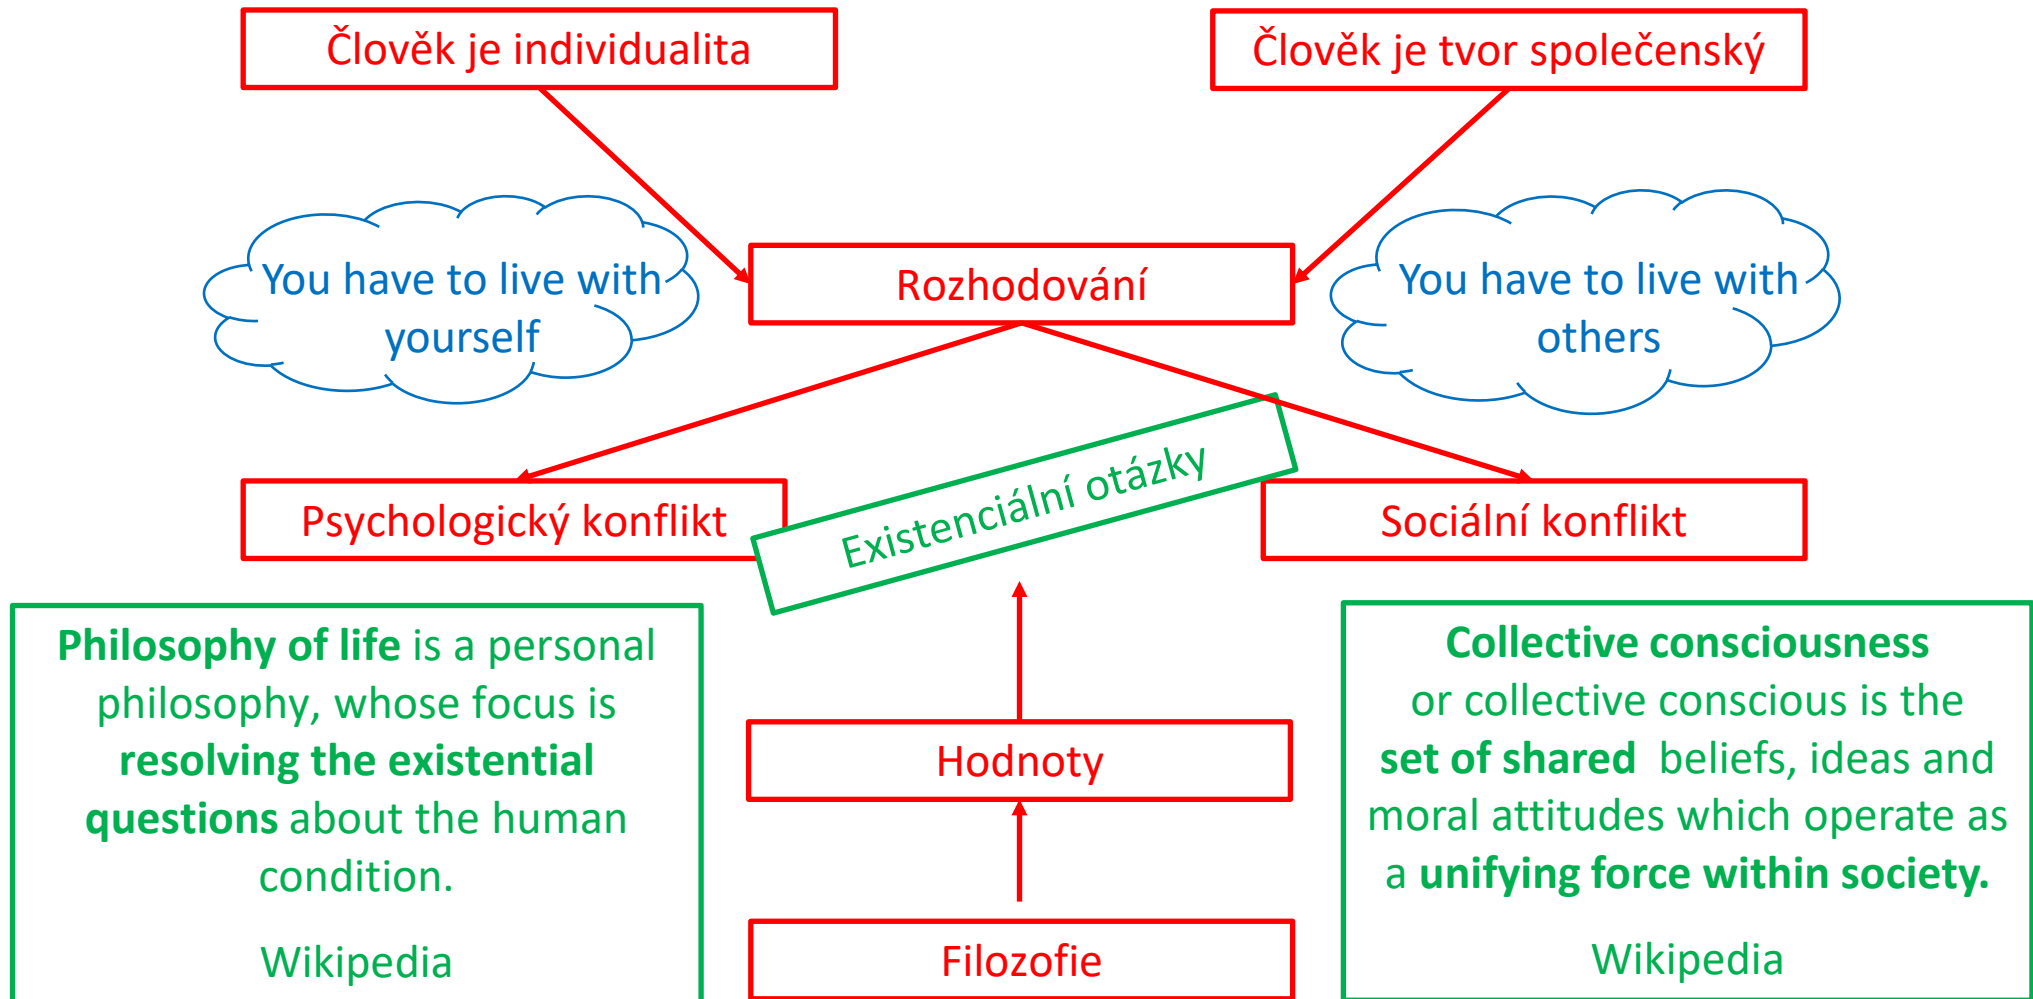 Člověk je individualita
Člověk je tvor společenský
You have to live with
yourself
Rozhodování
You have to live with
others
Existenciální otázky
Psychologický konflikt
Sociální konflikt
Philosophy of life is a personal
philosophy, whose focus is
resolving the existential
questions about the human
condition.
Wikipedia
Hodnoty
Filozofie
Collective consciousness
or collective conscious is the
set of shared beliefs, ideas and
moral attitudes which operate as
a unifying force within society.
Wikipedia